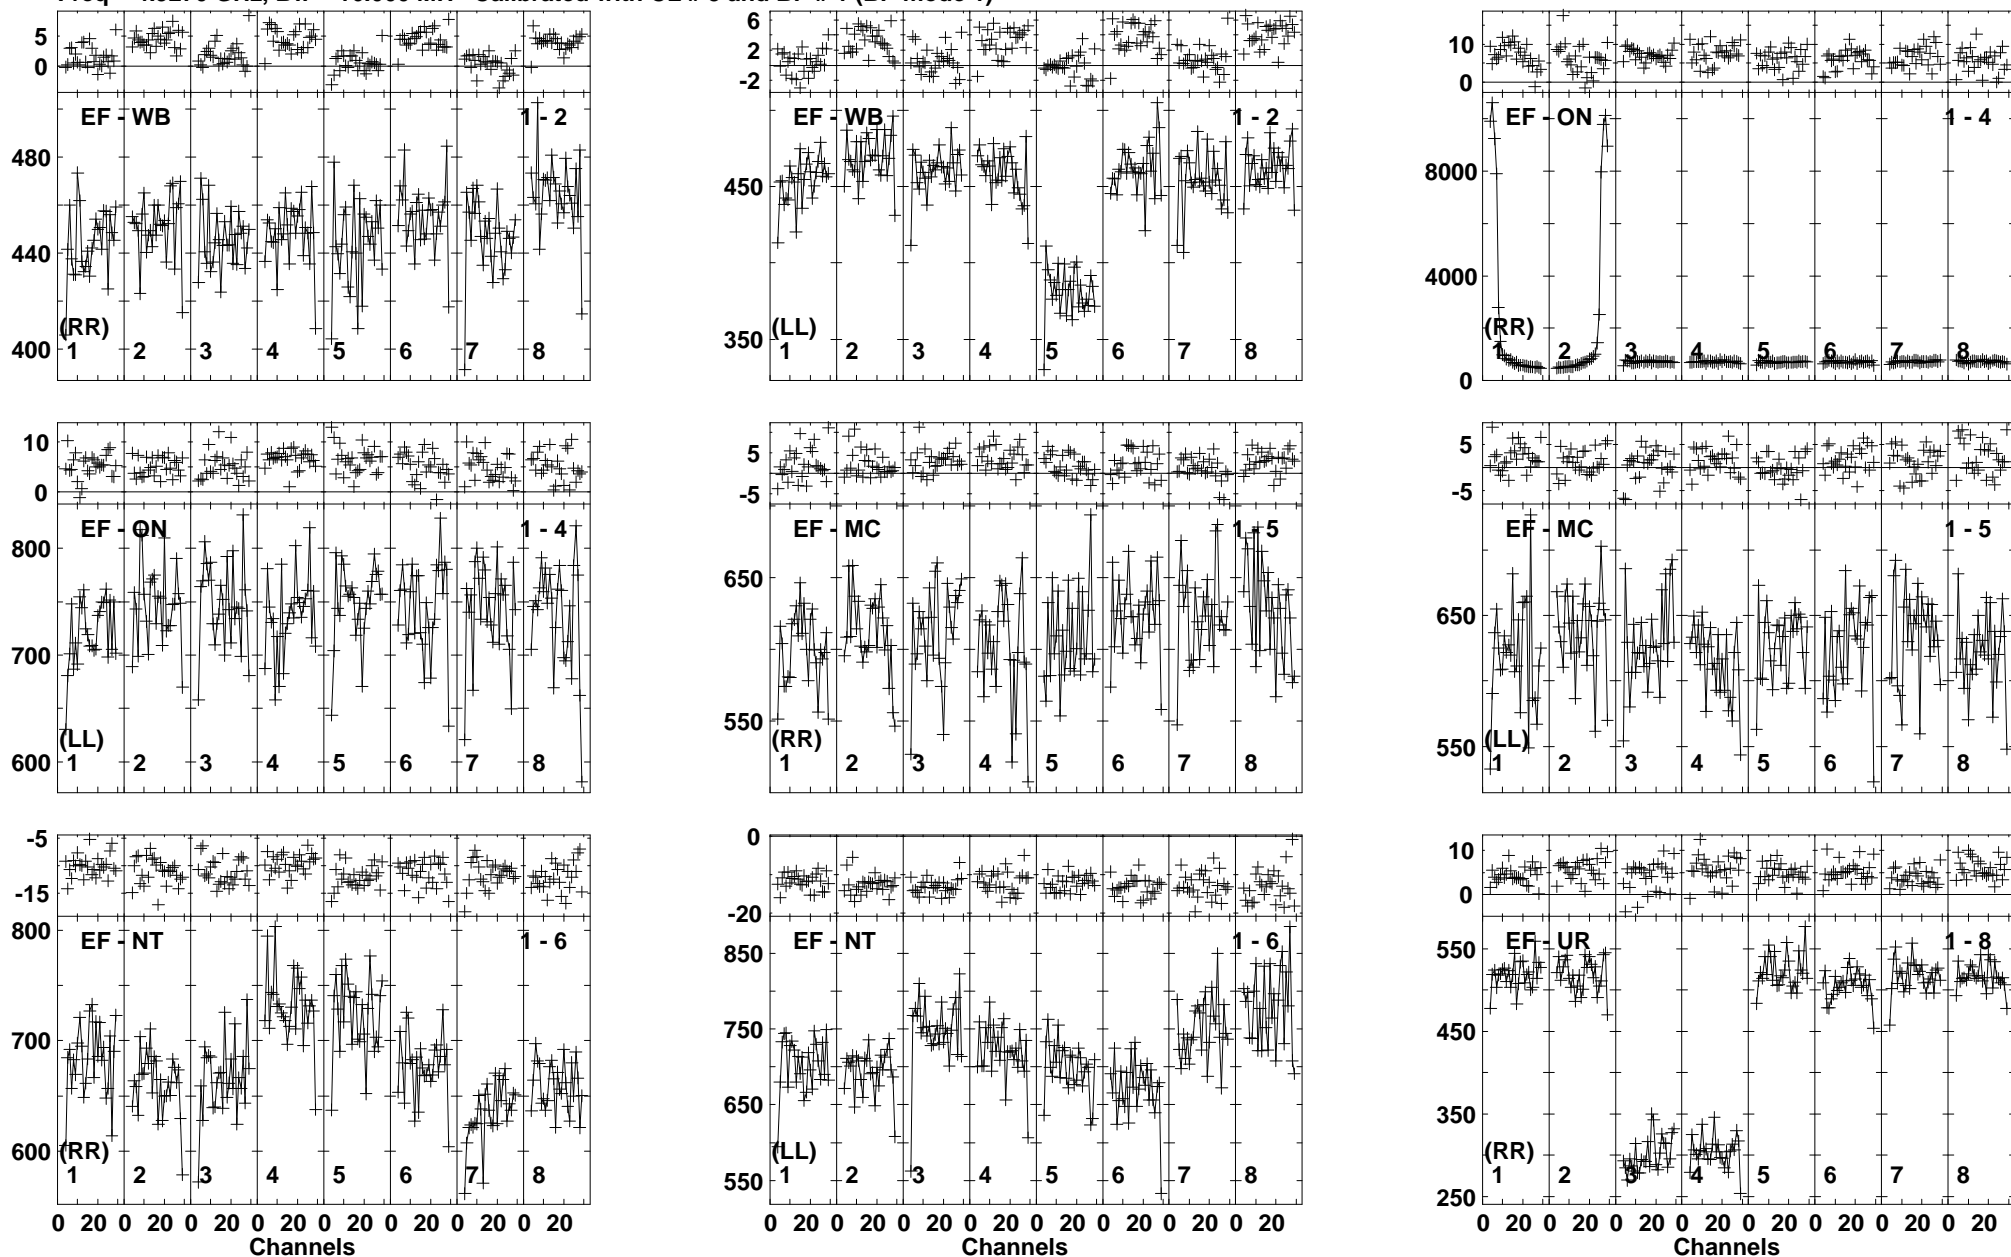 5
0
EF - WB 1 - 2
480
440
400
(RR)
1 2 3 4 5 6 7 8
6
2
-2
EF - WB 1 - 2
450
350
(LL)
1 2 3 4 5 6 7 8
10
0
EF - ON 1 - 4
8000
4000
0
(RR)
1 2 3 4 5 6 7 8
10
0
EF - ON 1 - 4
800
700
600
(LL)
1 2 3 4 5 6 7 8
5
-5
EF - MC 1 - 5
650
550
(RR)
1 2 3 4 5 6 7 8
5
-5
EF - MC 1 - 5
650
550
(LL)
1 2 3 4 5 6 7 8
-5
-15
EF - NT 1 - 6
800
700
600
(RR)
1 2 3 4 5 6 7 8
0 20 0 20 0 20 0 20 0 20 0 20 0 20 0 20
Channels
0
-20
EF - NT 1 - 6
850
750
650
550
(LL)
1 2 3 4 5 6 7 8
0 20 0 20 0 20 0 20 0 20 0 20 0 20 0 20
Channels
10
0
EF - UR 1 - 8
550
450
350
250
(RR)
1 2 3 4 5 6 7 8
0 20 0 20 0 20 0 20 0 20 0 20 0 20 0 20
Channels